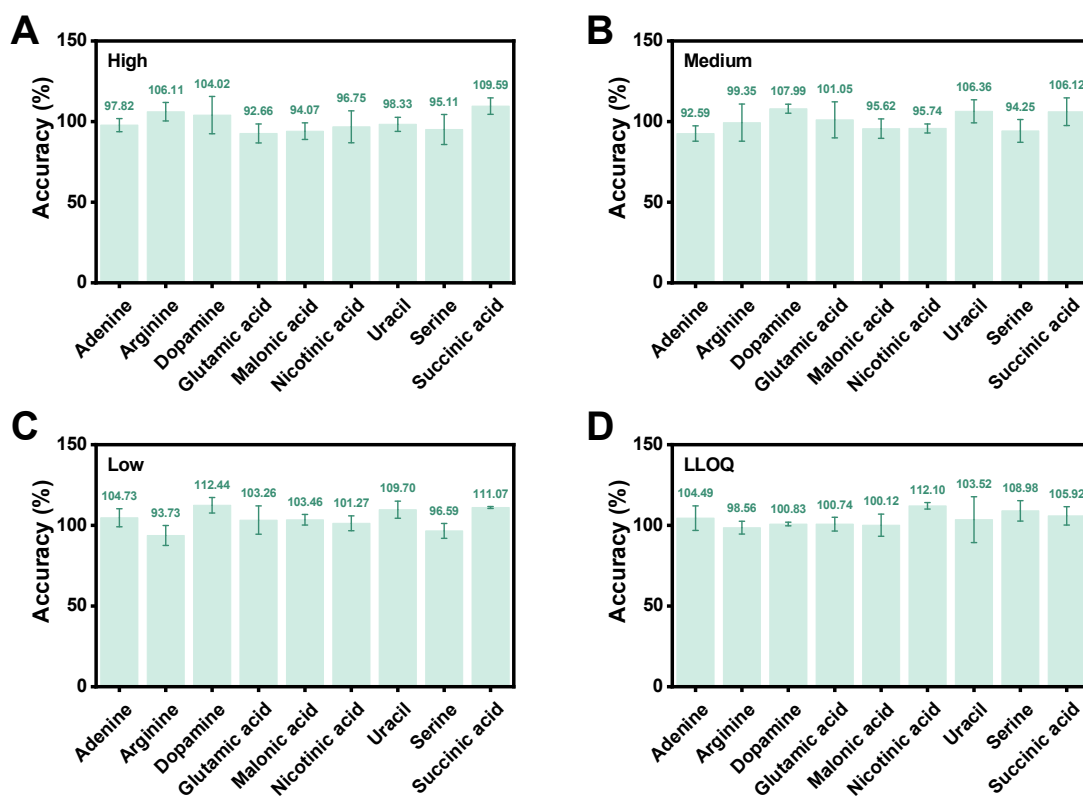 A
High
Accuracy (%)
150
100
50
0
97.82
106.11
104.02
92.66
94.07
96.75
98.33
95.11
109.59
Adenine
Arginine
Dopamine
Glutamic acid
Malonic acid
Nicotinic acid
Uracil
Serine
Succinic acid
B
Medium
Accuracy (%)
150
100
50
0
92.59
99.35
107.99
101.05
95.62
95.74
106.36
94.25
106.12
Adenine
Arginine
Dopamine
Glutamic acid
Malonic acid
Nicotinic acid
Uracil
Serine
Succinic acid
C
Low
Accuracy (%)
150
100
50
0
104.73
93.73
112.44
103.26
103.46
101.27
109.70
96.59
111.07
Adenine
Arginine
Dopamine
Glutamic acid
Malonic acid
Nicotinic acid
Uracil
Serine
Succinic acid
D
LLOQ
Accuracy (%)
150
100
50
0
104.49
98.56
100.83
100.74
100.12
112.10
103.52
108.98
105.92
Adenine
Arginine
Dopamine
Glutamic acid
Malonic acid
Nicotinic acid
Uracil
Serine
Succinic acid